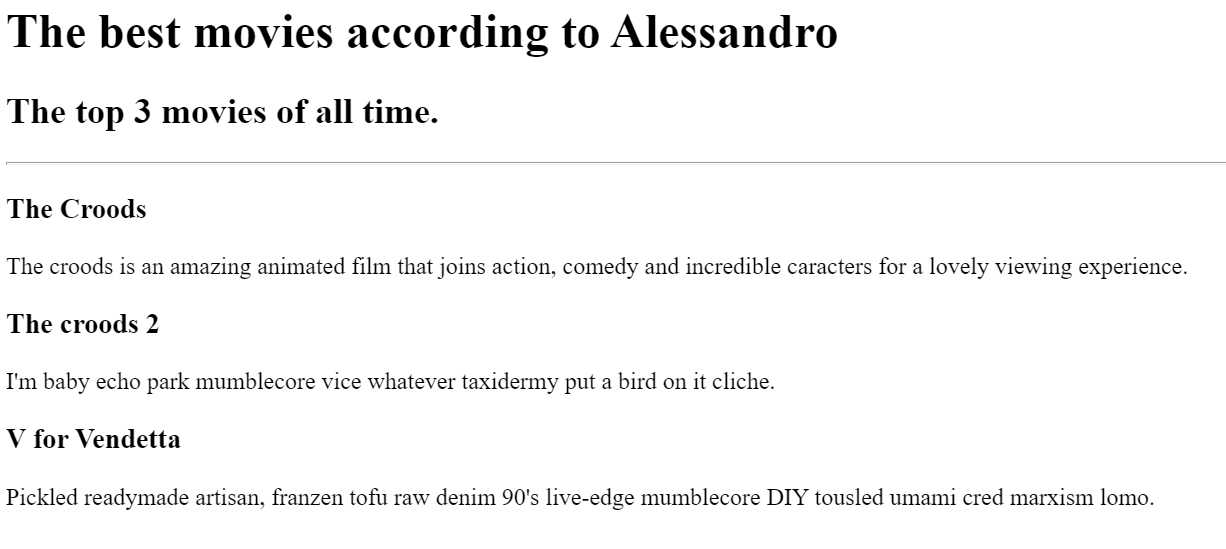 The best movies according to Alessandro
The top 3 movies of all time.
The Croods
The croods is an amazing animated film that joins action, comedy and incredible caracters for a lovely viewing experience.
The croods 2
I'm baby echo park mumblecore vice whatever taxidermy put a bird on it cliche.
V for Vendetta
Pickled readymade artisan, franzen tofu raw denim 90's live-edge mumblecore DIY tousled umami cred marxism lomo.